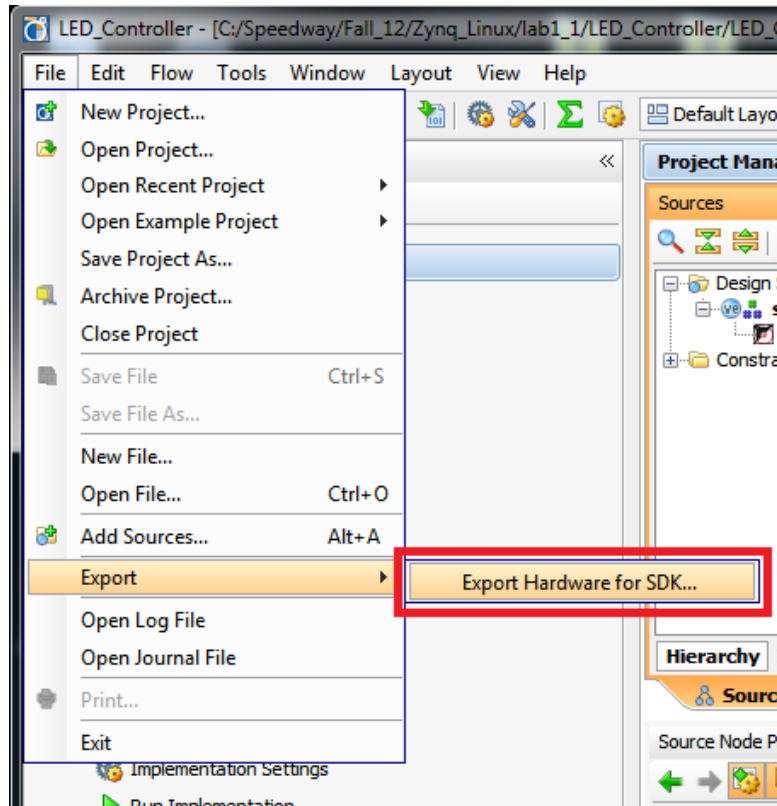 LED_Controller - [C:/Speedway/Fall_12/Zynq_Linux/lab1_1/LED_Controller/LED_
File Edit Flow Tools Window Layout View Help
New Project...
Default Layo
Open Project...
Project Man
Open Recent Project
Sources
Open Example Project
Save Project As...
Design
Archive Project...
Close Project
Constra
Save File Ctrl+S
Save File As...
New File...
Open File... Ctrl+O
Add Sources... Alt+A
Export
Export Hardware for SDK...
Open Log File
Open Journal File
Hierarchy
Print...
Sourc
Exit
Source Node P
Implementation Settings
Run Implementation